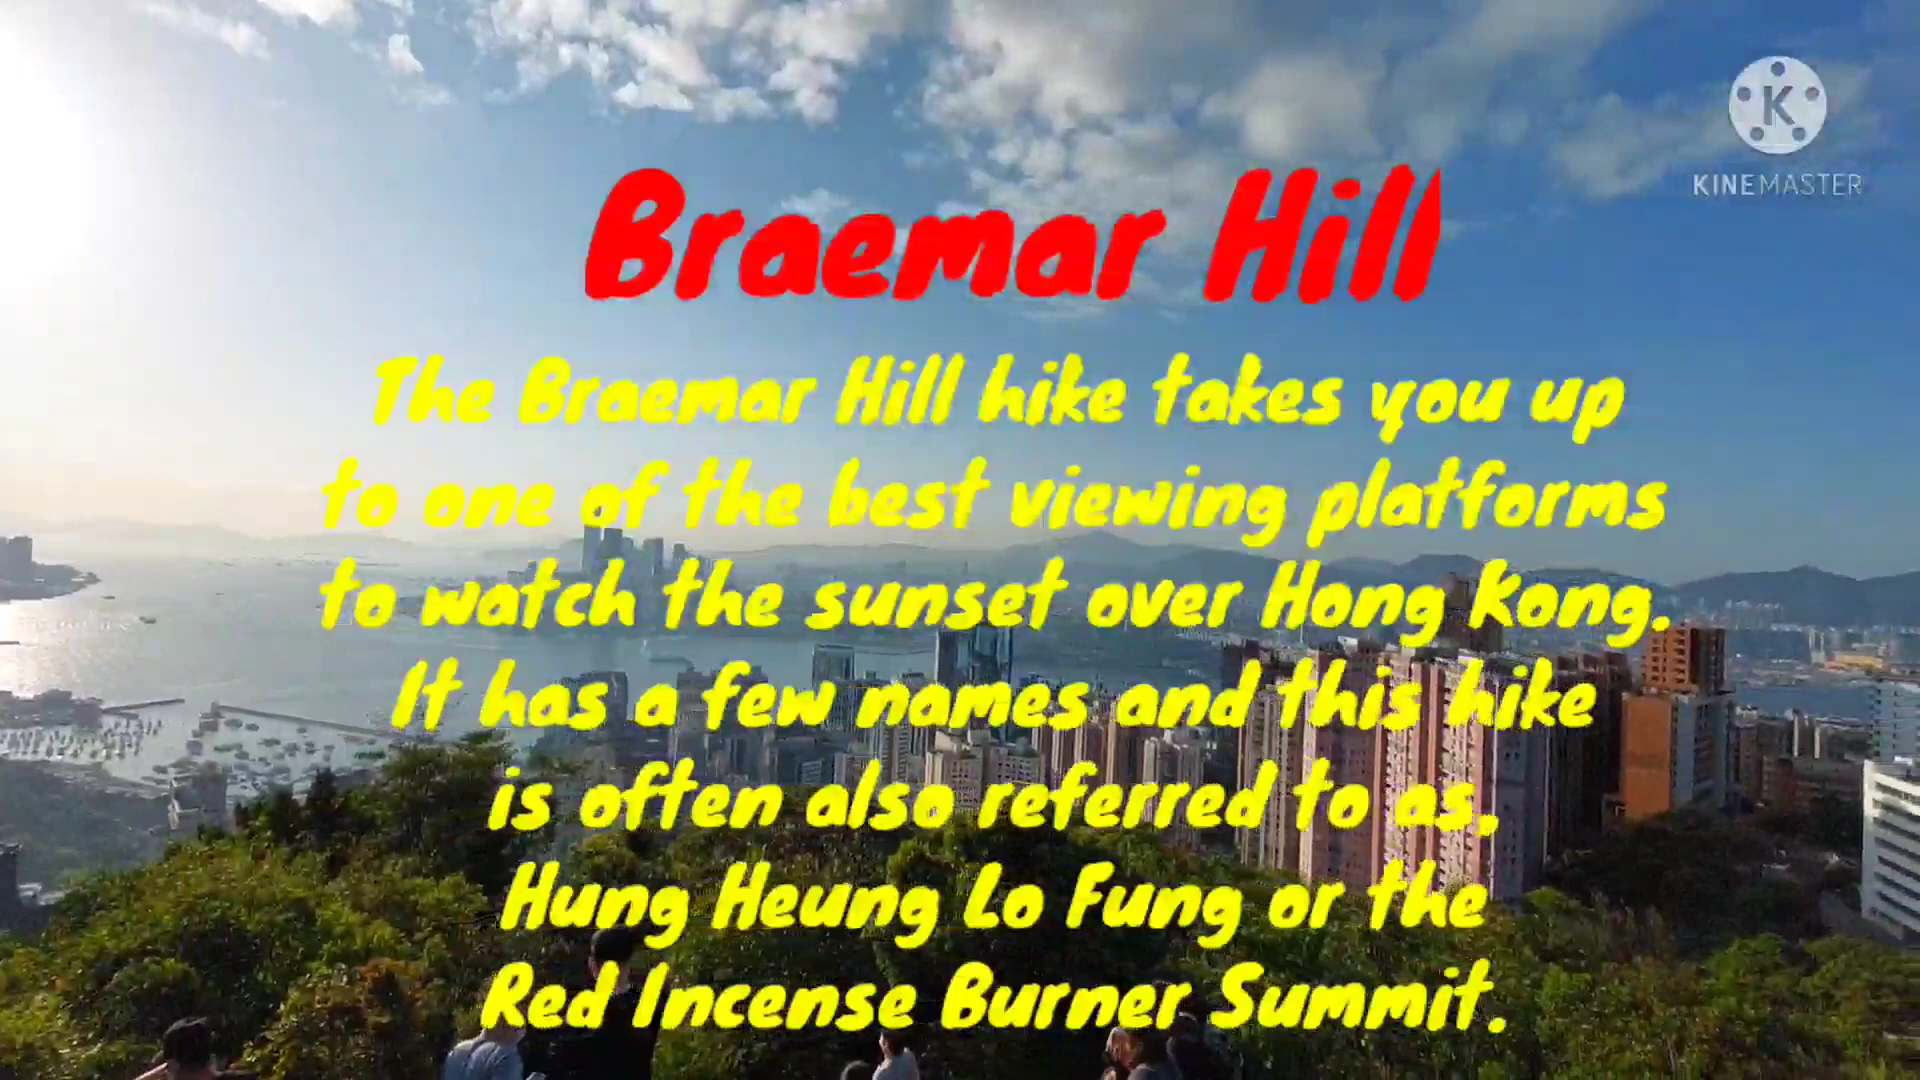 KINEMASTER
Braemar Hill
The Braemar Hill hike takes you up
to one of the best viewing platforms
to watch the sunset over Hong Kong.
It has a few names and this hike
is often also referred to as,
Hung Heung Lo Fung or the
Red Incense Burner Summit.